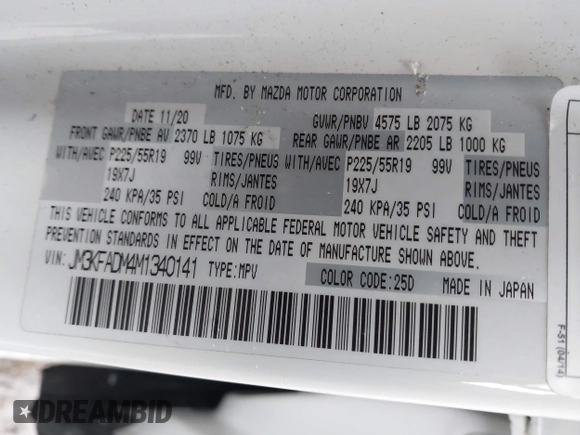 MFD. BY MAZDA MOTOR CORPORATION
DATE 11/20 GVWR/PNBV 4575 LB 2075 KG
FRONT GAWR/PNBE AV 2370 LB 1075 KG REAR GAWR/PNBE AR 2205 LB 1000 KG
WITH/AVEC P225/55R19 99V TIRES/PNEUS WITH/AVEC P225/55R19 99V TIRES/PNEUS
19X7J RIMS/JANTES 19X7J RIMS/JANTES
240 KPA/35 PSI COLD/A FROID 240 KPA/35 PSI COLD/A FROID
THIS VEHICLE CONFORMS TO ALL APPLICABLE FEDERAL MOTOR VEHICLE SAFETY AND THEFT
PREVENTION STANDARDS IN EFFECT ON THE DATE OF MANUFACTURE SHOWN ABOVE.
VIN: JM3KFADM4M1340141 TYPE:MPV COLOR CODE:25D MADE IN JAPAN
F-51 (04/14)
DREAMBID